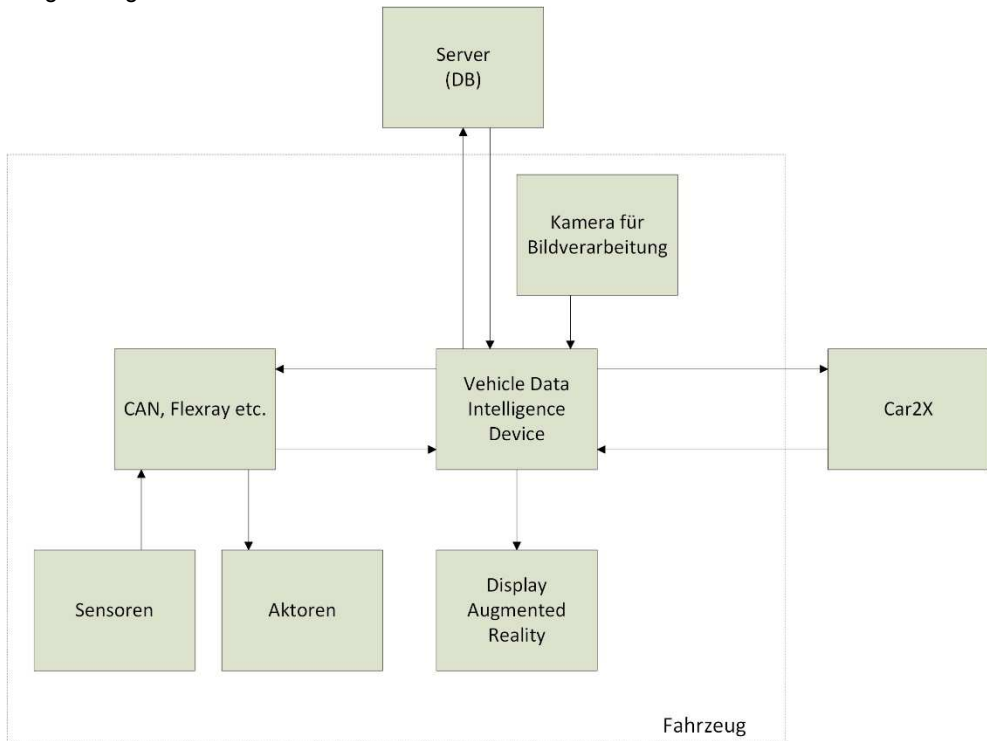 Server
(DB)
Kamera für
Bildverarbeitung
CAN, Flexray etc.
Vehicle Data
Intelligence
Device
Car2X
Sensoren
Aktoren
Display
Augmented
Reality
Fahrzeug